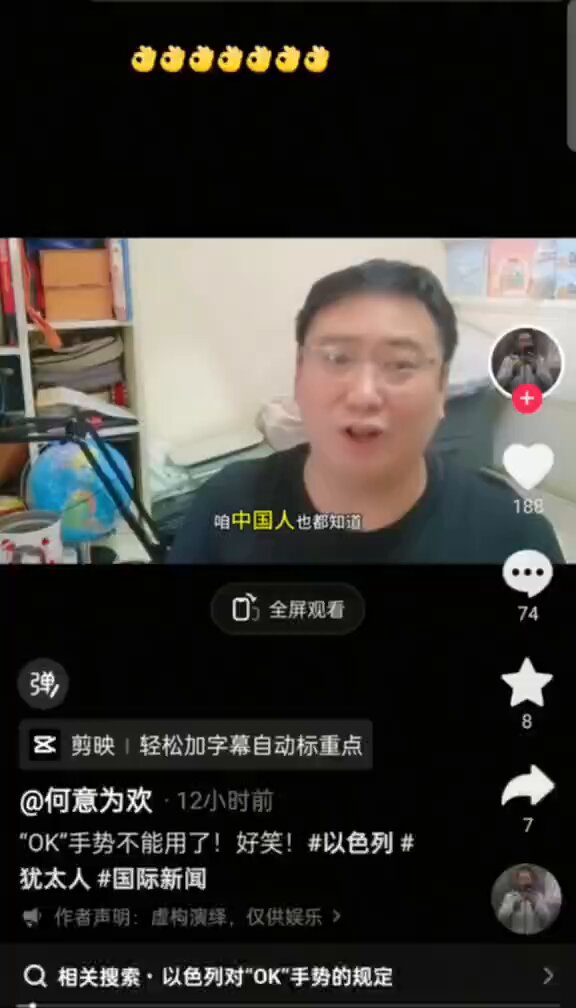 咱中国人也都知道
188
全屏观看
74
弹
剪映 | 轻松加字幕自动标重点
8
@何意为欢 · 12小时前
7
“OK”手势不能用了！好笑！#以色列 #
犹太人 #国际新闻
作者声明：虚构演绎，仅供娱乐 >
相关搜索 · 以色列对“OK”手势的规定